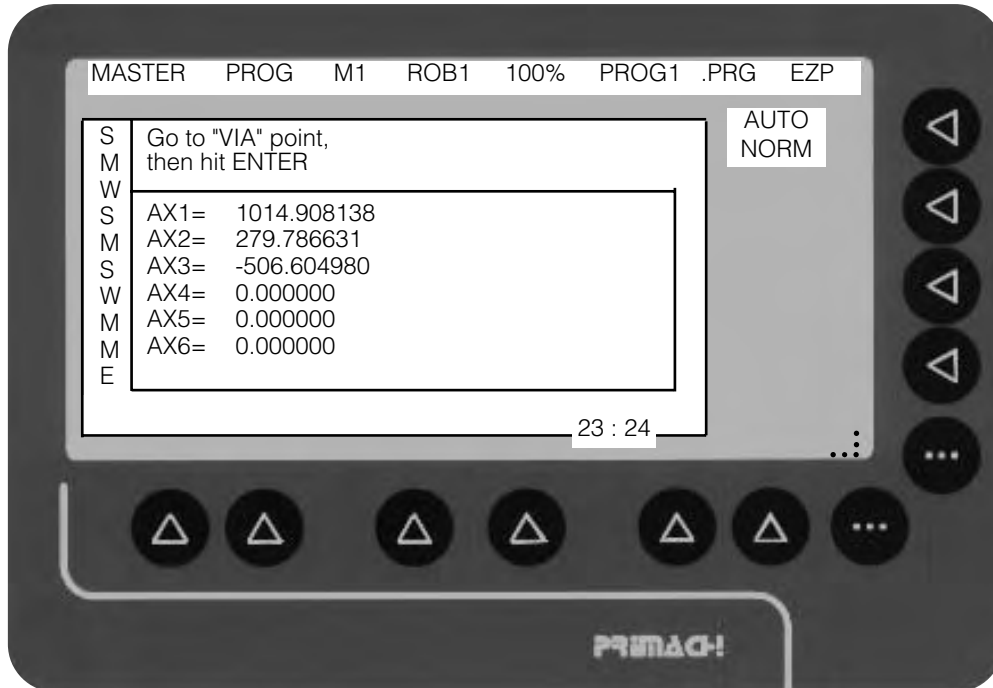 MASTER PROG M1 ROB1 100% PROG1 .PRG EZP
AUTO
NORM
S
M
W
S
M
S
W
M
M
E
Go to "VIA" point,
then hit ENTER
AX1= 1014.908138
AX2= 279.786631
AX3= -506.604980
AX4= 0.000000
AX5= 0.000000
AX6= 0.000000
23 : 24